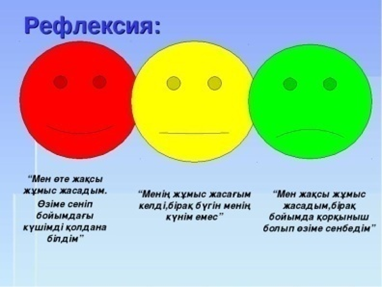 Рефлексия:
“Мен өте жақсы
жұмыс жасадым.
Өзіме сеніп
бойымдағы
күшімді қолдана
білдім”
“Менің жұмыс жасағым
келді,бірақ бүгін менің
күнім емес”
“Мен жақсы жұмыс
жасадым,бірақ
бойымда қорқыныш
болып өзіме сенбедім”